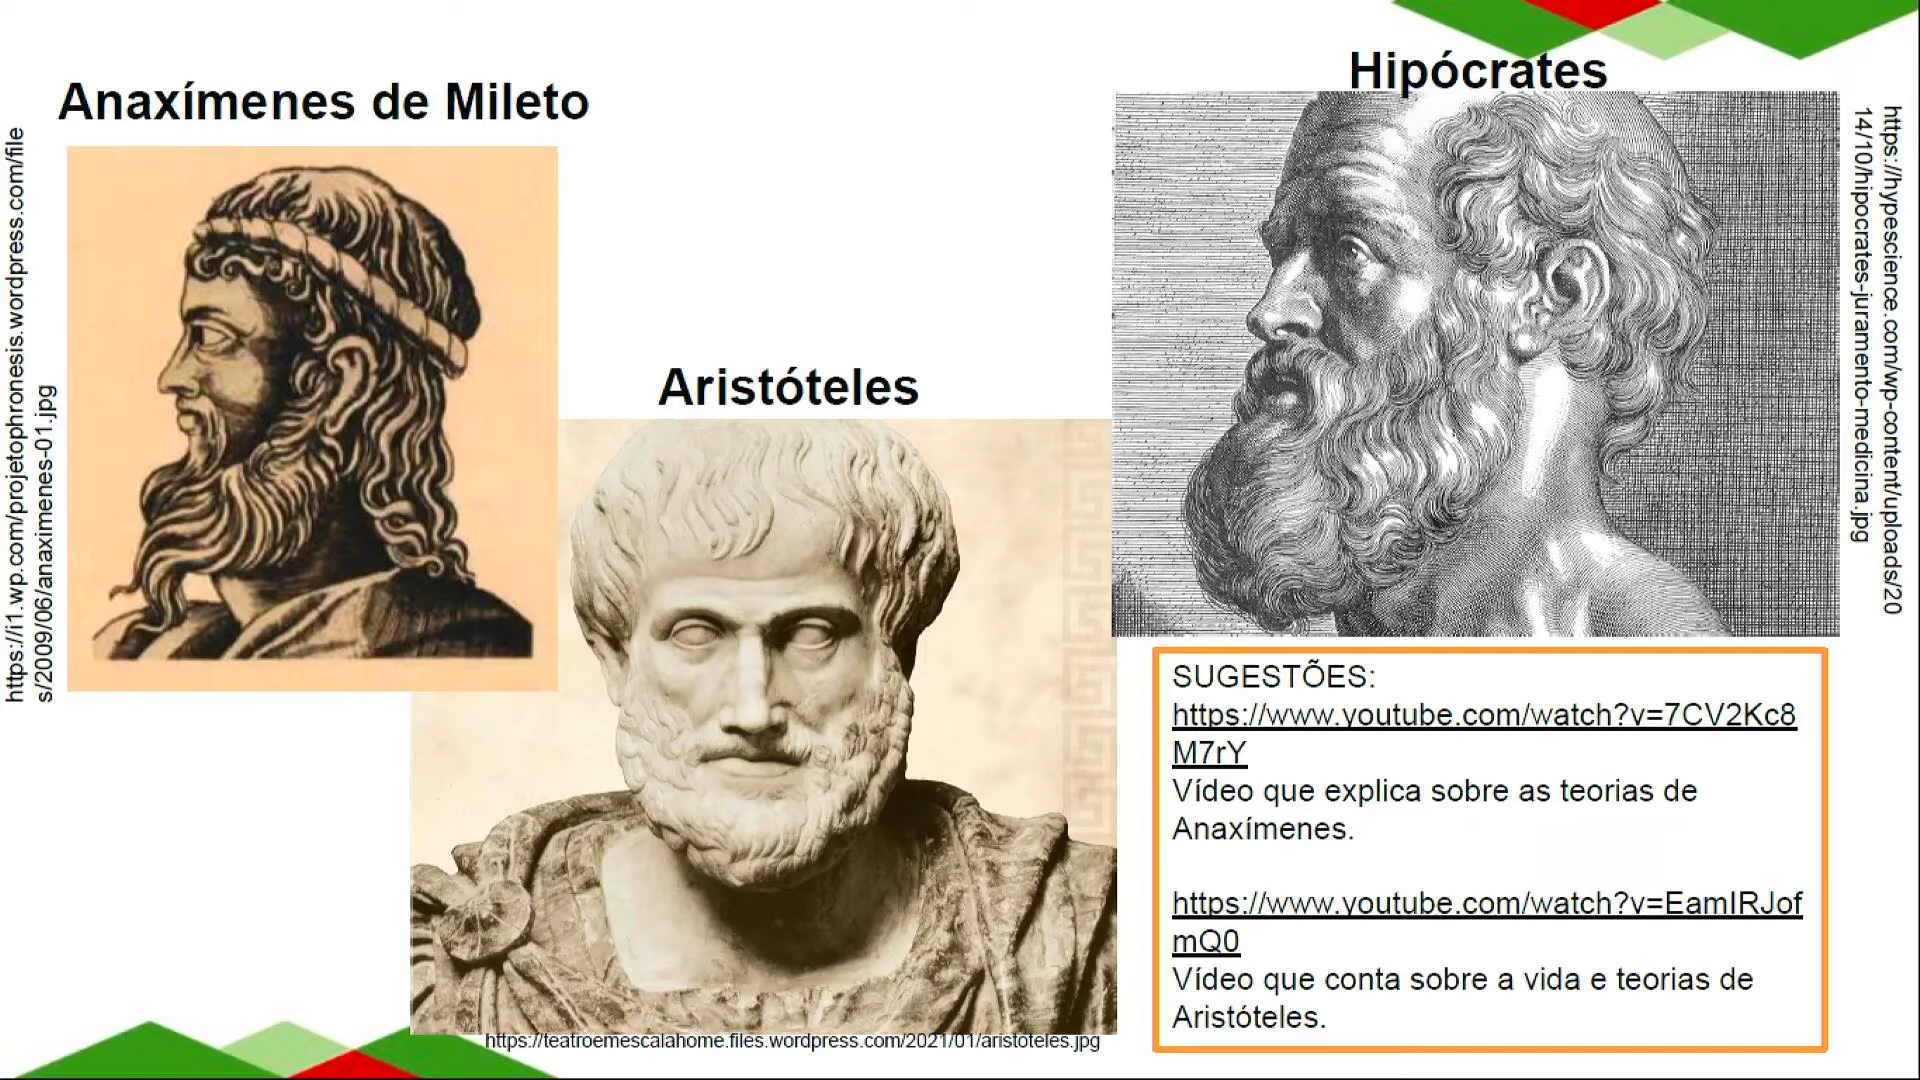 Anaxímenes de Mileto
https://i1.wp.com/projetophronesis.wordpress.com/file
s/2009/06/anaximenes-01.jpg
Aristóteles
https://teatroemescalahome.files.wordpress.com/2021/01/aristoteles.jpg
Hipócrates
https://hypescience.com/wp-content/uploads/20
14/10/hipocrates-juramento-medicina.jpg
SUGESTÕES:
https://www.youtube.com/watch?v=7CV2Kc8
M7rY
Vídeo que explica sobre as teorias de
Anaxímenes.
https://www.youtube.com/watch?v=EamIRJof
mQ0
Vídeo que conta sobre a vida e teorias de
Aristóteles.